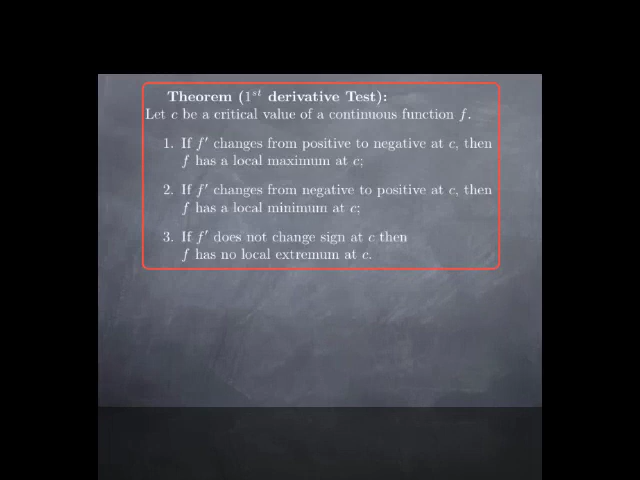 Theorem (1st derivative Test):
Let c be a critical value of a continuous function f.
1. If f′ changes from positive to negative at c, then
f has a local maximum at c;
2. If f′ changes from negative to positive at c, then
f has a local minimum at c;
3. If f′ does not change sign at c then
f has no local extremum at c.